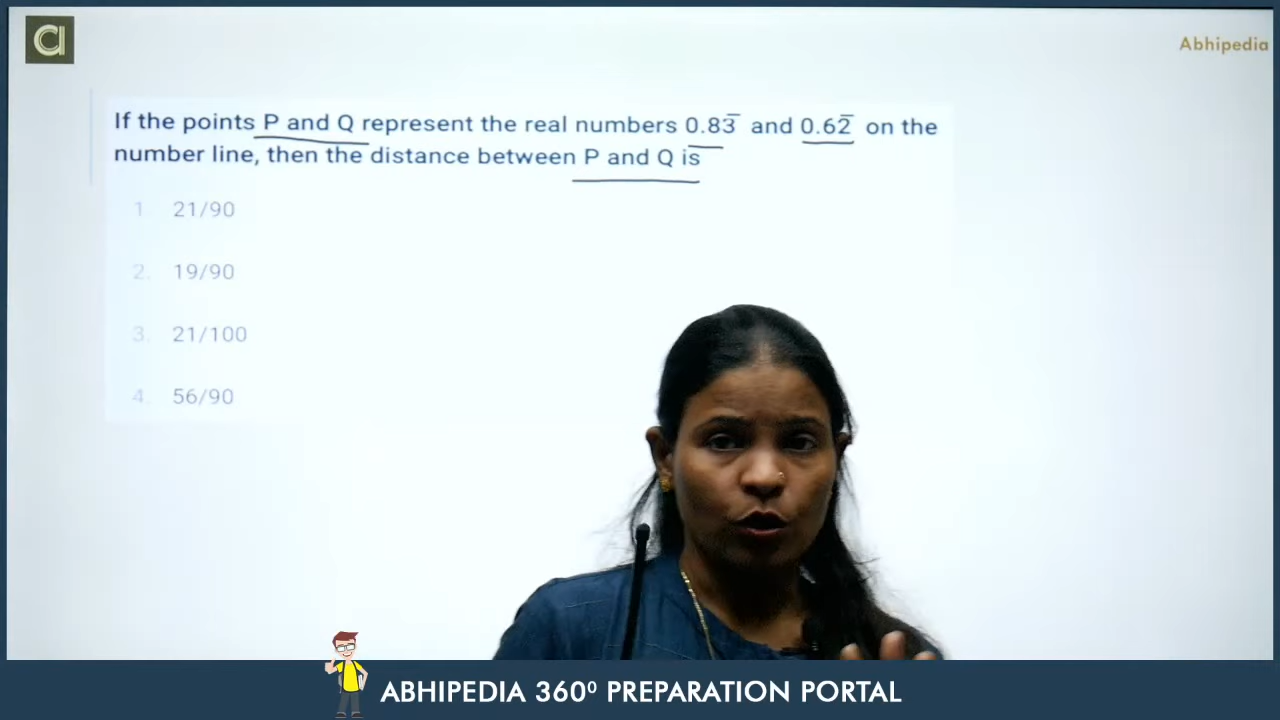 a
Abhipedia
If the points P and Q represent the real numbers 0.83̅ and 0.62̅ on the
number line, then the distance between P and Q is
1. 21/90
2. 19/90
3. 21/100
4. 56/90
ABHIPEDIA 360⁰ PREPARATION PORTAL